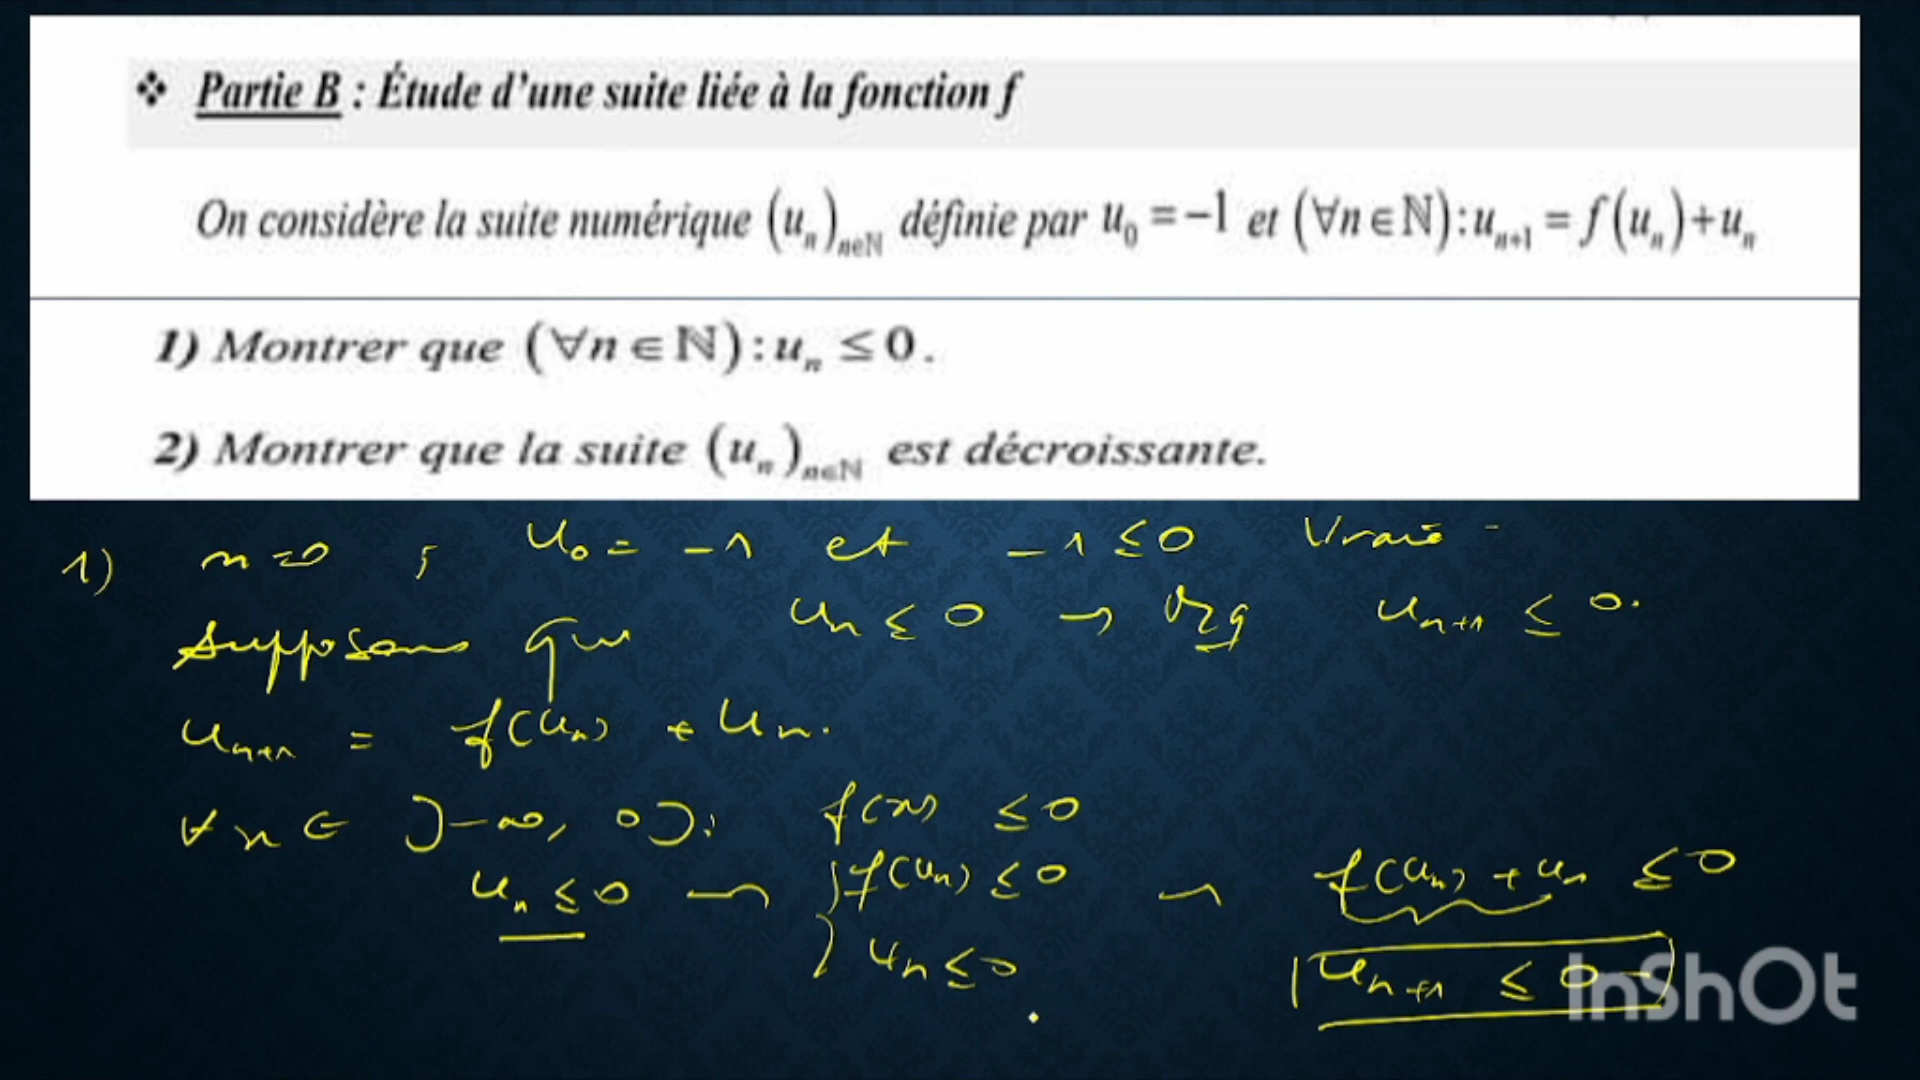 ❖ Partie B : Étude d'une suite liée à la fonction f
On considère la suite numérique (uₙ)ₙ∈ℕ définie par u₀ = −1 et (∀n∈ℕ): uₙ₊₁ = f(uₙ)+uₙ
1) Montrer que (∀n∈ℕ): uₙ ≤ 0.
2) Montrer que la suite (uₙ)ₙ∈ℕ est décroissante.
1) n=0 ; u₀ = −1 et −1 ≤ 0 Vraie
Supposons que uₙ ≤ 0 → uₙ₊₁ ≤ 0.
uₙ₊₁ = f(uₙ) + uₙ.
∀x ∈ ]−∞, 0]: f(x) ≤ 0
uₙ ≤ 0 → { f(uₙ) ≤ 0 → f(uₙ) + uₙ ≤ 0
uₙ ≤ 0 uₙ₊₁ ≤ 0
InShOt